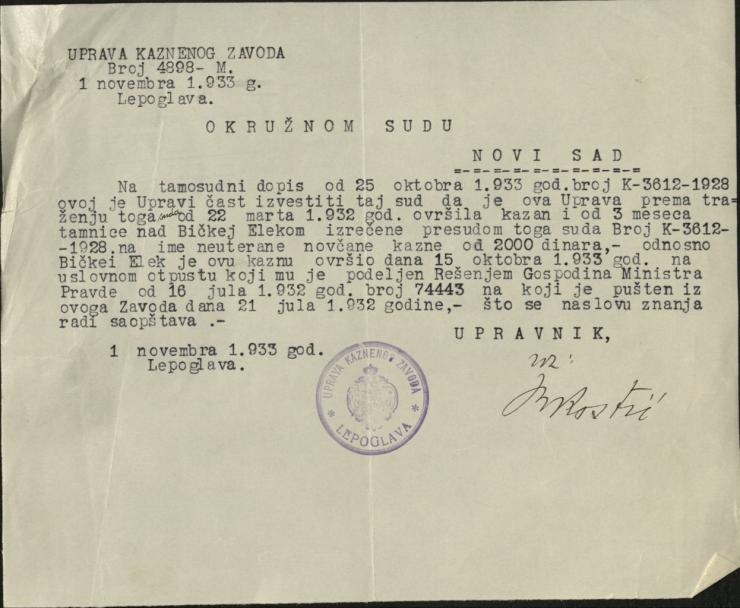 UPRAVA KAZNENOG ZAVODA
Broj 4898- M.
1 novembra 1.933 g.
Lepoglava.
OKRUŽNOM SUDU
NOVI SAD
=-=-=-=-=-=-=-=-=-=-=
Na tamosudni dopis od 25 oktobra 1.933 god.broj K-3612-1928
ovoj je Upravi čast izvestiti taj sud da je ova Uprava prema tra=
ženju toga suda od 22 marta 1.932 god. ovršila kazan i od 3 meseca
tamnice nad Bičkej Elekom izrečene presudom toga suda Broj K-3612-
-1928.na ime neuterane novčane kazne od 2000 dinara,- odnosno
Bičkei Elek je ovu kaznu ovršio dana 15 oktobra 1.933 god. na
uslovnom otpustu koji mu je podeljen Rešenjem Gospodina Ministra
Pravde od 16 jula 1.932 god. broj 74443 na koji je pušten iz
ovoga Zavoda dana 21 jula 1.932 godine,- što se naslovu znanja
radi saopštava .-
UPRAVNIK,
1 novembra 1.933 god.
Lepoglava.
UPRAVA KAZNENOG ZAVODA
* LEPOGLAVA *
Kostić